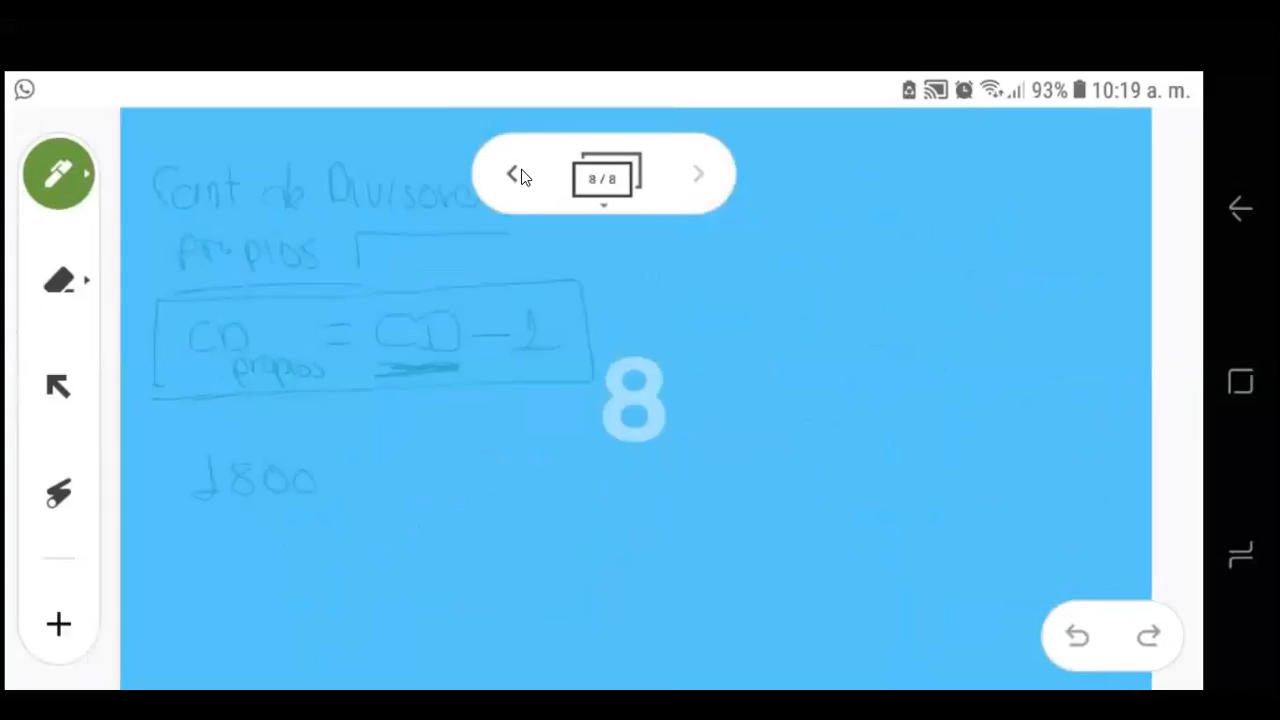 93% 10:19 a. m.
8 / 8
Cant de Divisores
propios
CD propios = CD - 1
8
1800